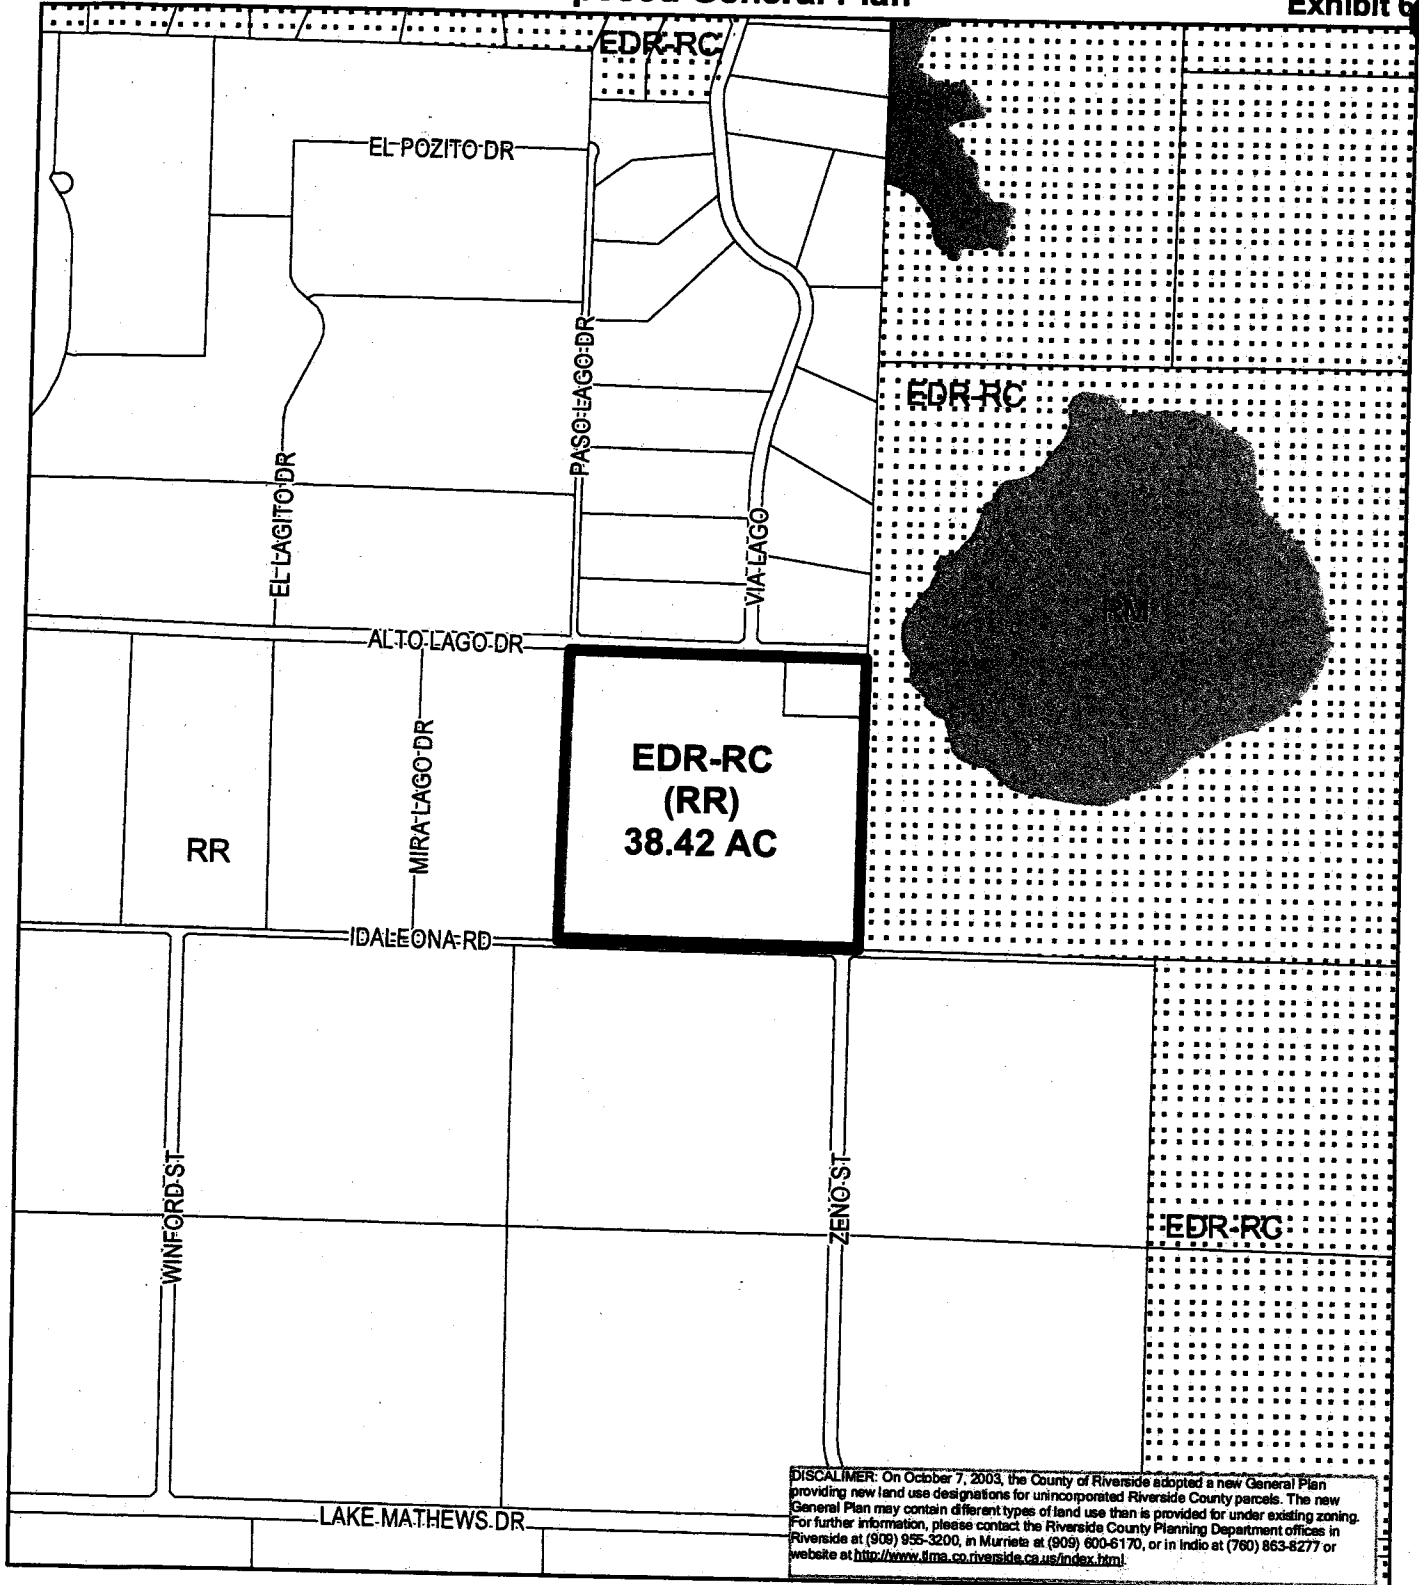 General Plan
Exhibit 6
EDR-RC
EL POZITO DR
PASO LAGO DR
EDR-RC
EL LAGITO DR
VIA LAGO
RM
ALTO LAGO DR
EDR-RC
(RR)
38.42 AC
MIRA LAGO DR
RR
IDALEONA RD
WINFORD ST
ZENO ST
EDR-RC
LAKE MATHEWS DR
DISCALIMER: On October 7, 2003, the County of Riverside adopted a new General Plan
providing new land use designations for unincorporated Riverside County parcels. The new
General Plan may contain different types of land use than is provided for under existing zoning.
For further information, please contact the Riverside County Planning Department offices in
Riverside at (909) 955-3200, in Murrieta at (909) 600-6170, or in Indio at (760) 863-8277 or
website at http://www.tlma.co.riverside.ca.us/index.html